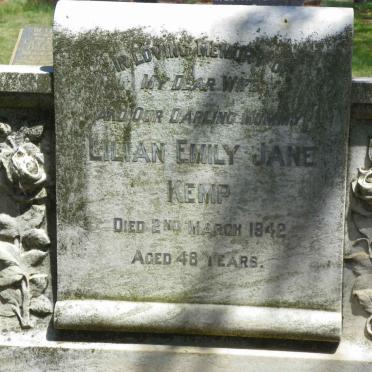 IN LOVING MEMORY OF
MY DEAR WIFE
AND OUR DARLING MUMMY
LILIAN EMILY JANE
KEMP
DIED 2ND MARCH 1942
AGED 48 YEARS.